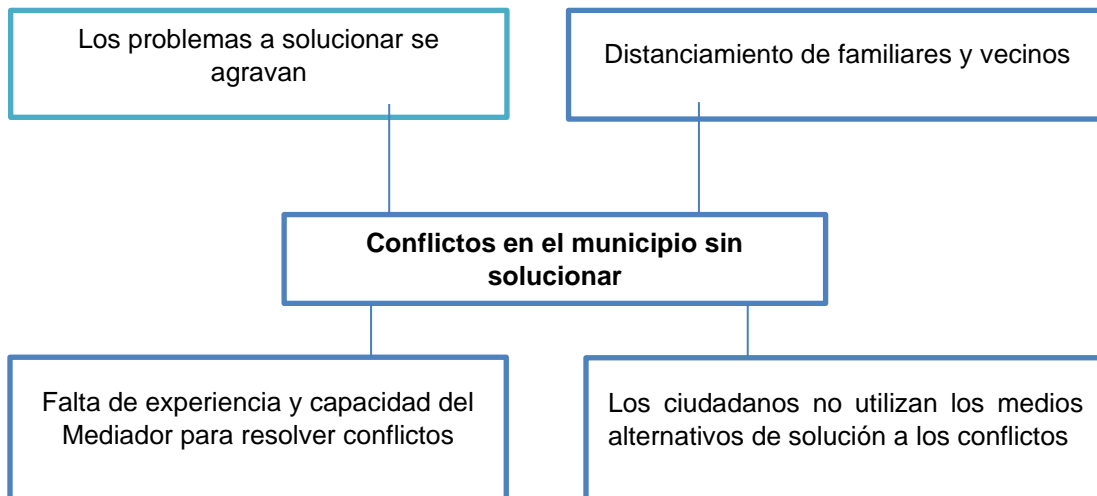 Los problemas a solucionar se
agravan
Distanciamiento de familiares y vecinos
Conflictos en el municipio sin
solucionar
Falta de experiencia y capacidad del
Mediador para resolver conflictos
Los ciudadanos no utilizan los medios
alternativos de solución a los conflictos